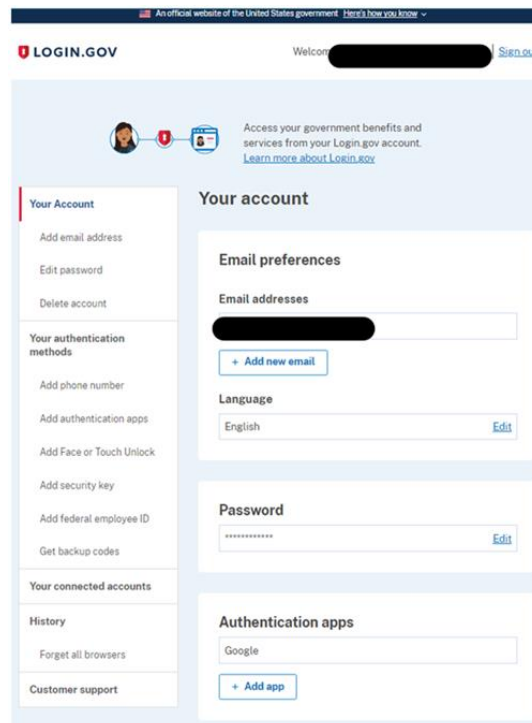 An official website of the United States government Here's how you know
LOGIN.GOV
Sign ou
Access your government benefits and
services from your Login.gov account.
Learn more about Login.gov
Your Account
Add email address
Edit password
Delete account
Your authentication
methods
Add phone number
Add authentication apps
Add Face or Touch Unlock
Add security key
Add federal employee ID
Get backup codes
Your connected accounts
History
Forget all browsers
Customer support
Your account
Email preferences
Email addresses
+ Add new email
Language
English Edit
Password
************ Edit
Authentication apps
Google
+ Add app